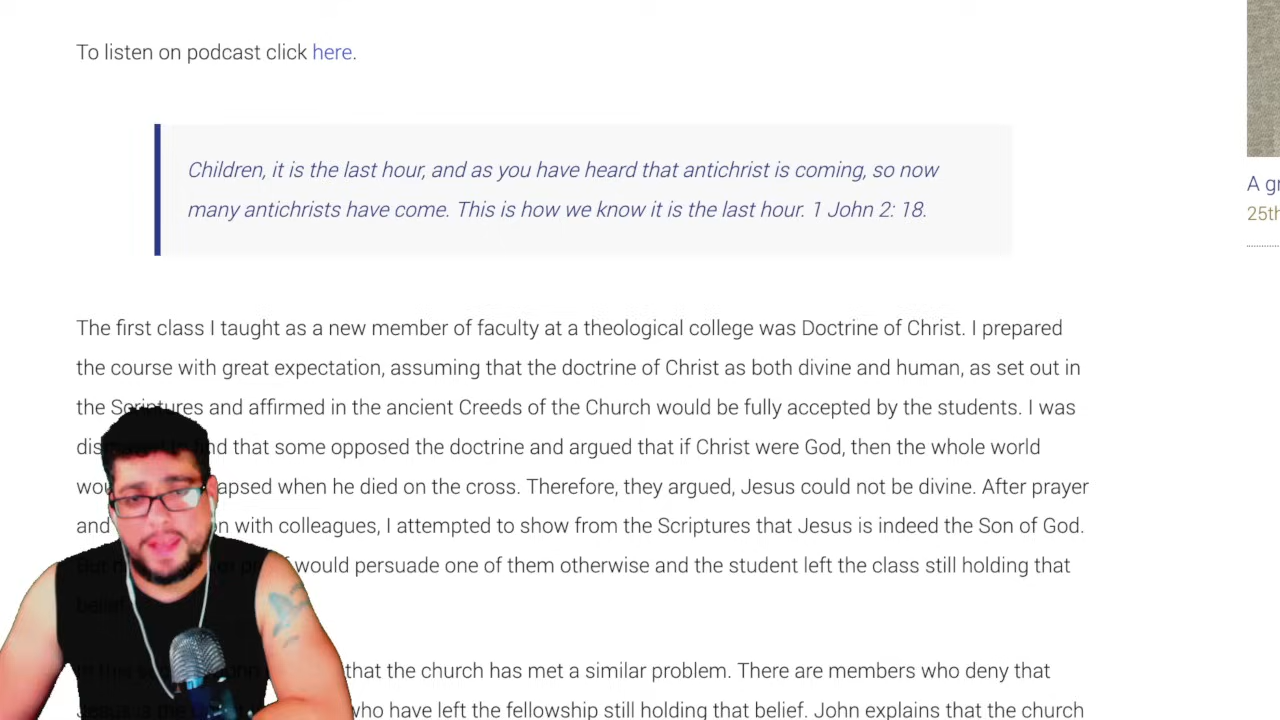 To listen on podcast click here.
Children, it is the last hour, and as you have heard that antichrist is coming, so now
many antichrists have come. This is how we know it is the last hour. 1 John 2: 18.
A gr
25th
The first class I taught as a new member of faculty at a theological college was Doctrine of Christ. I prepared
the course with great expectation, assuming that the doctrine of Christ as both divine and human, as set out in
the Scriptures and affirmed in the ancient Creeds of the Church would be fully accepted by the students. I was
that some opposed the doctrine and argued that if Christ were God, then the whole world
when he died on the cross. Therefore, they argued, Jesus could not be divine. After prayer
and with colleagues, I attempted to show from the Scriptures that Jesus is indeed the Son of God.
would persuade one of them otherwise and the student left the class still holding that
that the church has met a similar problem. There are members who deny that
who have left the fellowship still holding that belief. John explains that the church